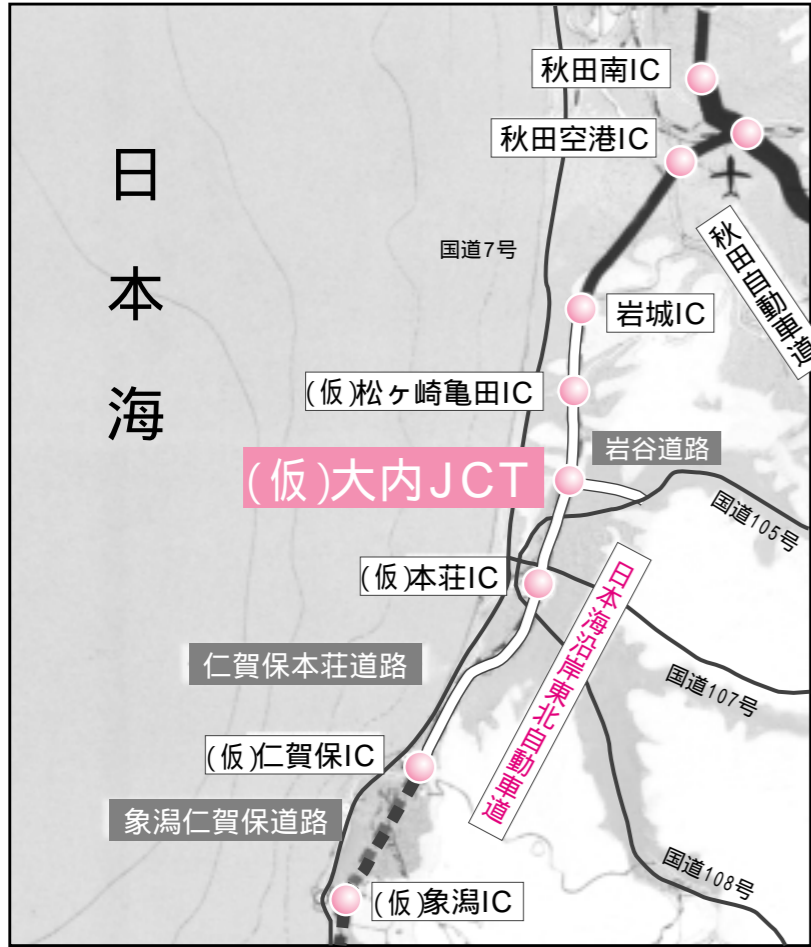 秋田南IC
秋田空港IC
日本海
国道7号
秋田自動車道
岩城IC
(仮)松ヶ崎亀田IC
岩谷道路
(仮)大内JCT
国道105号
(仮)本荘IC
日本海沿岸東北自動車道
仁賀保本荘道路
国道107号
(仮)仁賀保IC
象潟仁賀保道路
国道108号
(仮)象潟IC